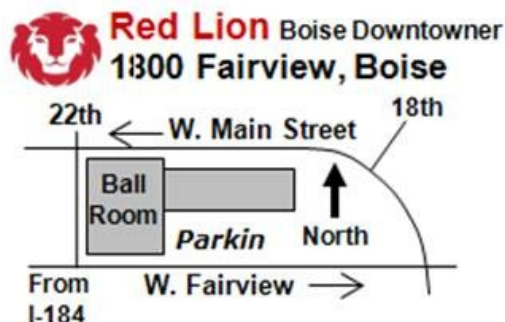 Red Lion Boise Downtowner
1800 Fairview, Boise
22th
W. Main Street
18th
Ball
Room
Parkin
North
From
I-184
W. Fairview